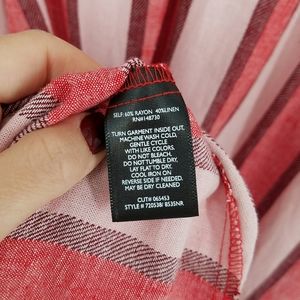 SELF: 60% RAYON 40%LINEN
RN#148730
TURN GARMENT INSIDE OUT.
MACHINE WASH COLD,
GENTLE CYCLE
WITH LIKE COLORS.
DO NOT BLEACH.
DO NOT TUMBLE DRY,
LAY FLAT TO DRY.
COOL IRON ON
REVERSE SIDE IF NEEDED.
MAY BE DRY CLEANED
CUT# 065453
STYLE # 720538/ 8535NR